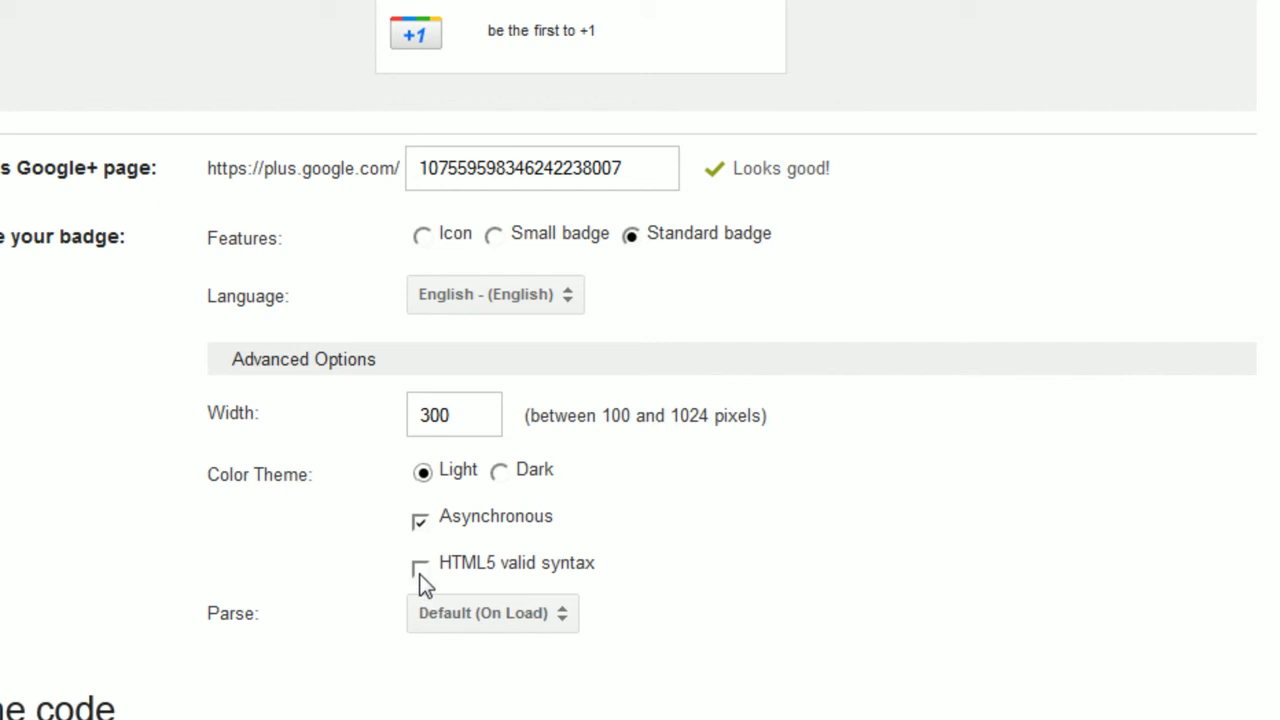 +1 be the first to +1
s Google+ page: https://plus.google.com/ 107559598346242238007 Looks good!
e your badge: Features: Icon Small badge Standard badge
Language: English - (English)
Advanced Options
Width: 300 (between 100 and 1024 pixels)
Color Theme: Light Dark
Asynchronous
HTML5 valid syntax
Parse: Default (On Load)
he code